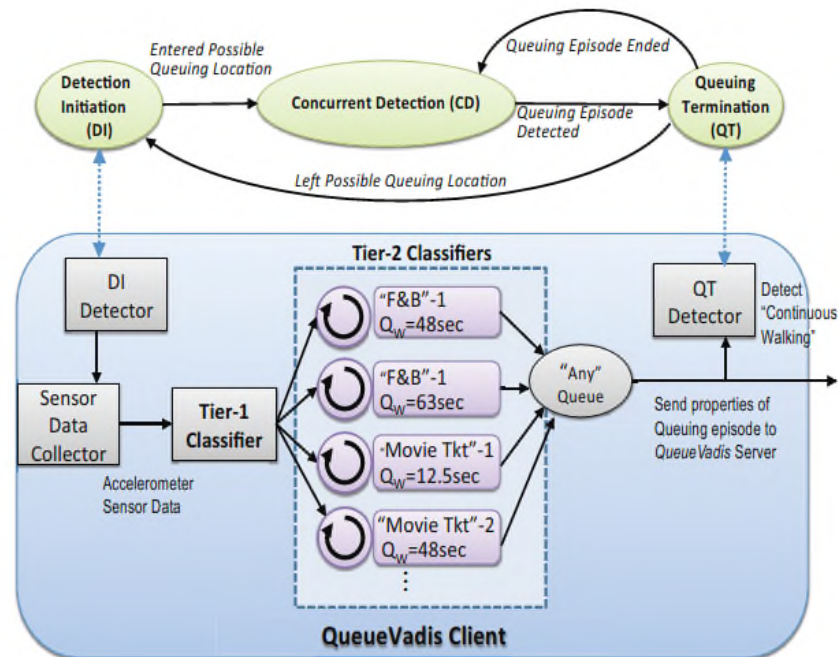 Entered Possible
Queuing Location
Queuing Episode Ended
Detection
Initiation
(DI)
Concurrent Detection (CD)
Queuing Episode
Detected
Queuing
Termination
(QT)
Left Possible Queuing Location
Tier-2 Classifiers
DI
Detector
"F&B"-1
QW=48sec
"F&B"-1
QW=63sec
"Any"
Queue
QT
Detector
Detect
"Continuous
Walking"
Sensor
Data
Collector
Tier-1
Classifier
Accelerometer
Sensor Data
-Movie Tkt"-1
QW=12.5sec
"Movie Tkt"-2
QW=48sec
⋮
Send properties of
Queuing episode to
QueueVadis Server
QueueVadis Client